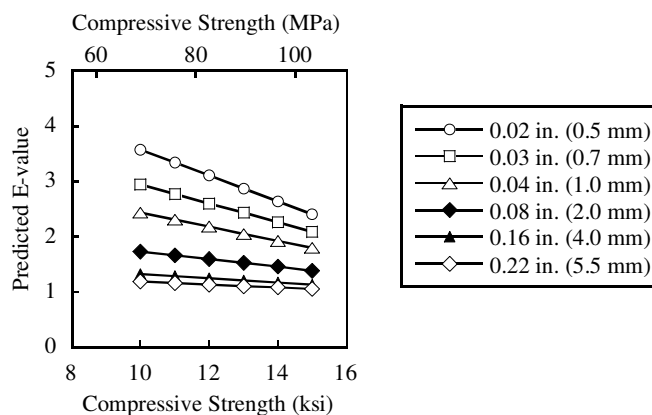 Compressive Strength (MPa)
60 80 100
5
4
3
2
1
0
Predicted E-value
8 10 12 14 16
Compressive Strength (ksi)
0.02 in. (0.5 mm)
0.03 in. (0.7 mm)
0.04 in. (1.0 mm)
0.08 in. (2.0 mm)
0.16 in. (4.0 mm)
0.22 in. (5.5 mm)